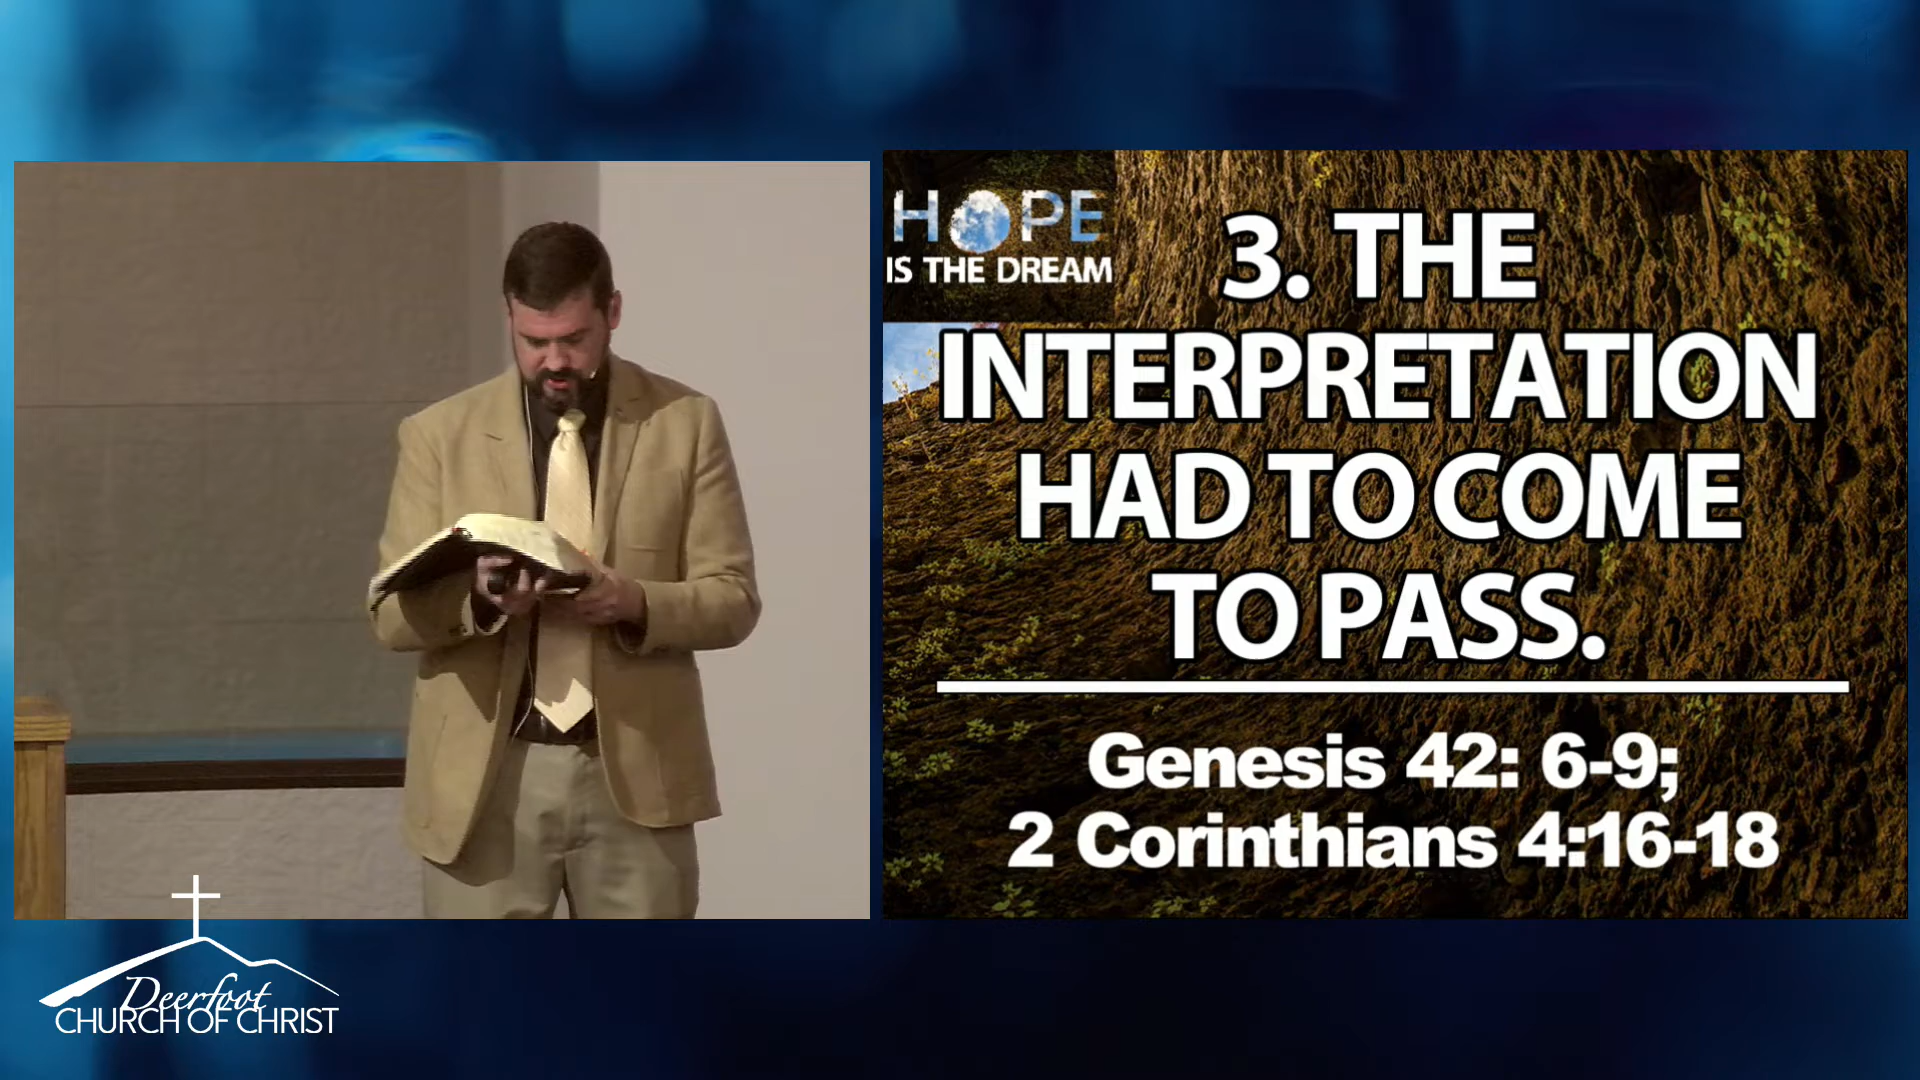 HOPE
IS THE DREAM
3. THE
INTERPRETATION
HAD TO COME
TO PASS.
Genesis 42: 6-9;
2 Corinthians 4:16-18
Deerfoot
CHURCH OF CHRIST